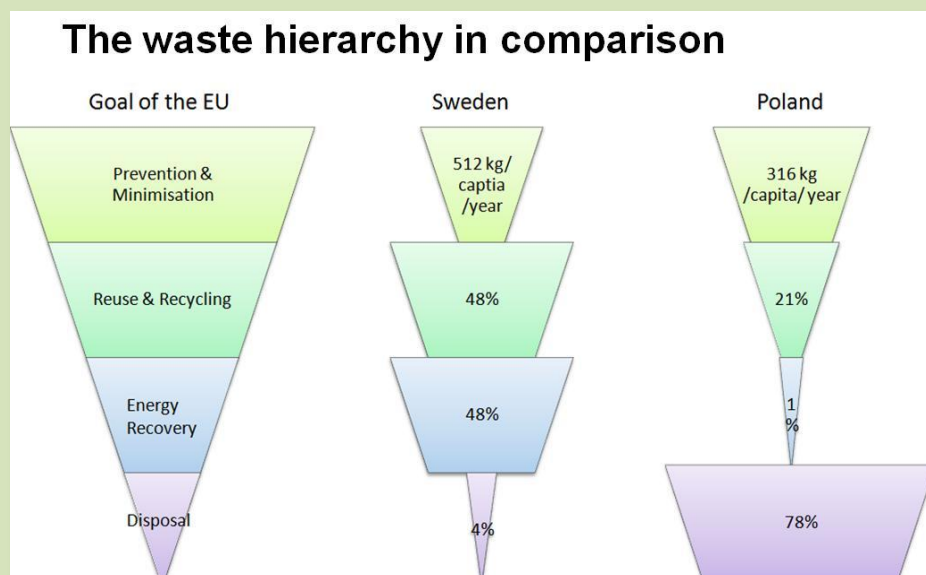 The waste hierarchy in comparison
Goal of the EU
Sweden
Poland
Prevention &
Minimisation
512 kg/
captia
/year
316 kg
/capita/ year
Reuse & Recycling
48%
21%
Energy
Recovery
48%
1
%
Disposal
4%
78%